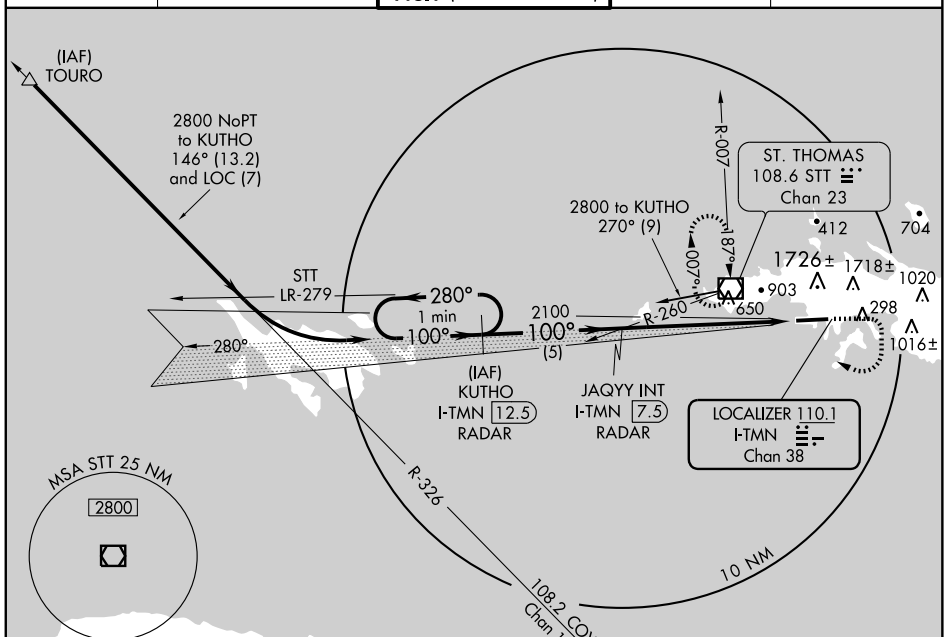 (IAF)
TOURO
2800 NoPT
to KUTHO
146° (13.2)
and LOC (7)
R-007
ST. THOMAS
108.6 STT
Chan 23
2800 to KUTHO
270° (9)
412
704
187°
007°
1726±
1718±
1020
903
650
298
1016±
STT
LR-279
280°
1 min
100°
2100
100°
(5)
R-260
280°
(IAF)
KUTHO
I-TMN 12.5
RADAR
JAQYY INT
I-TMN 7.5
RADAR
LOCALIZER 110.1
I-TMN
Chan 38
R-326
MSA STT 25 NM
2800
10 NM
108.2
Chan